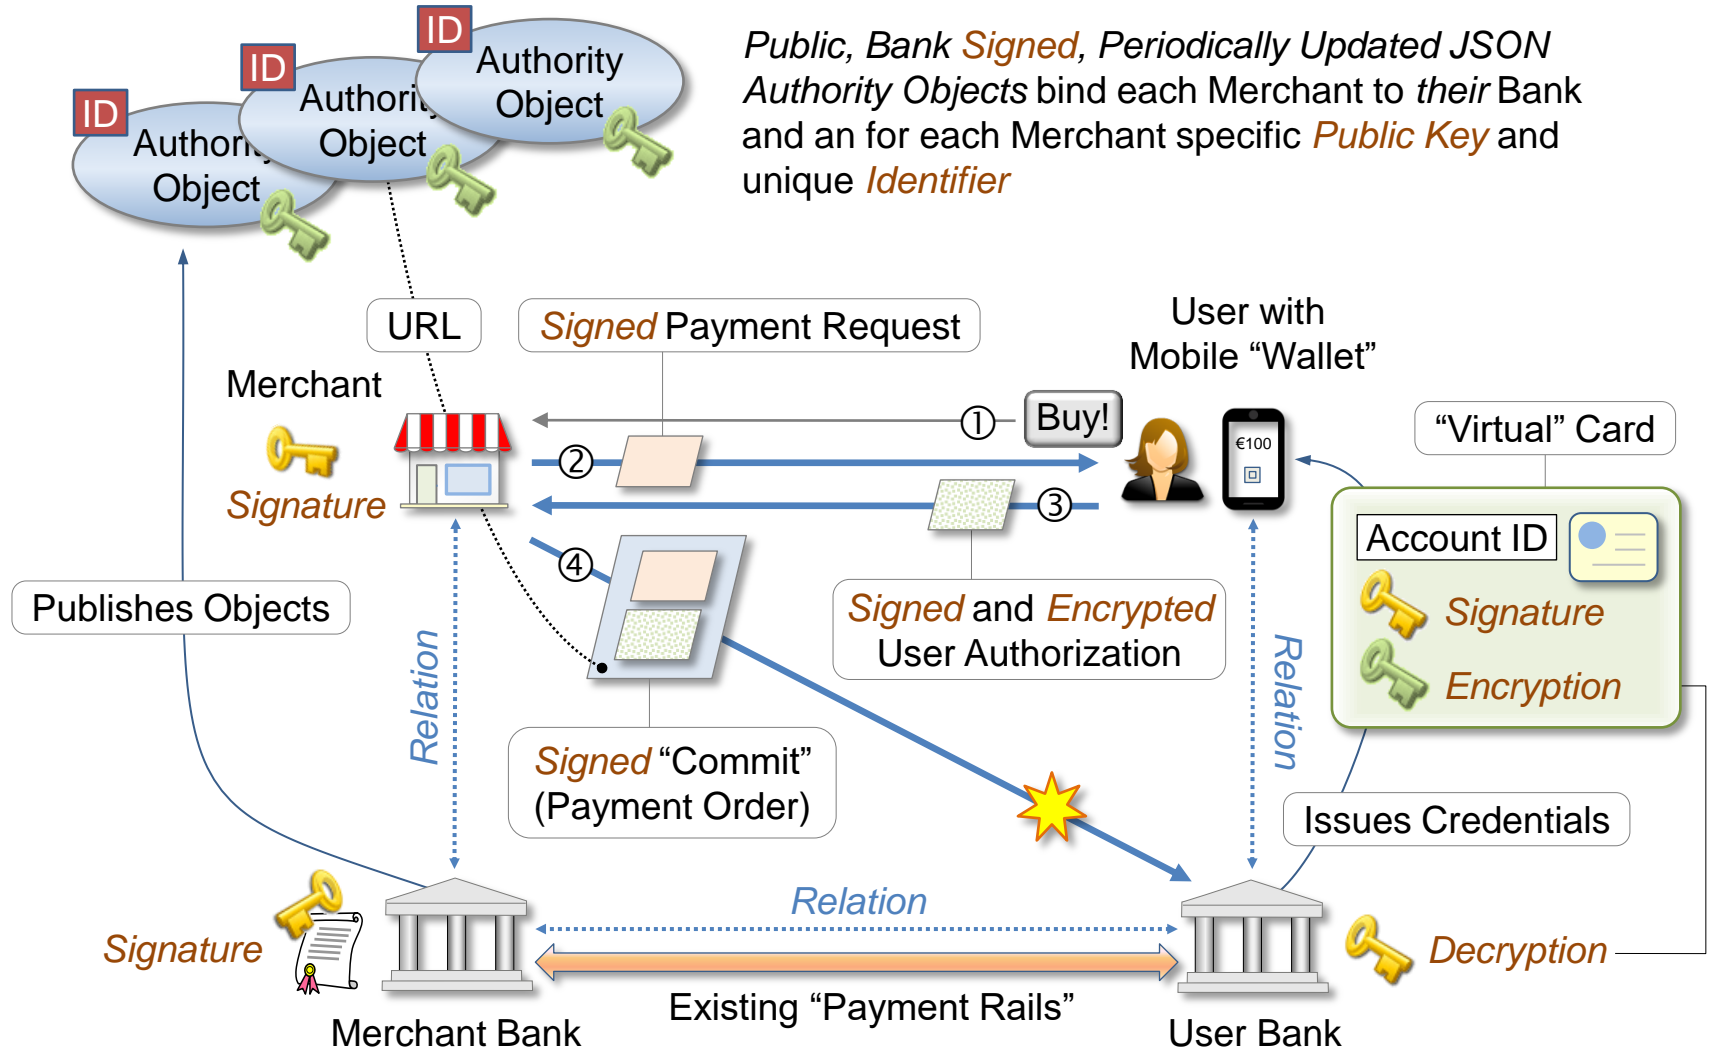 ID
Authority
Object
ID
Authority
Object
ID
Authority
Object
Public, Bank Signed, Periodically Updated JSON
Authority Objects bind each Merchant to their Bank
and an for each Merchant specific Public Key and
unique Identifier
URL
Signed Payment Request
User with
Mobile “Wallet”
Merchant
Signature
①
Buy!
€100
②
③
④
“Virtual” Card
Account ID
Signature
Encryption
Publishes Objects
Relation
Signed and Encrypted
User Authorization
Relation
Signed “Commit”
(Payment Order)
Issues Credentials
Relation
Signature
Decryption
Existing “Payment Rails”
Merchant Bank
User Bank